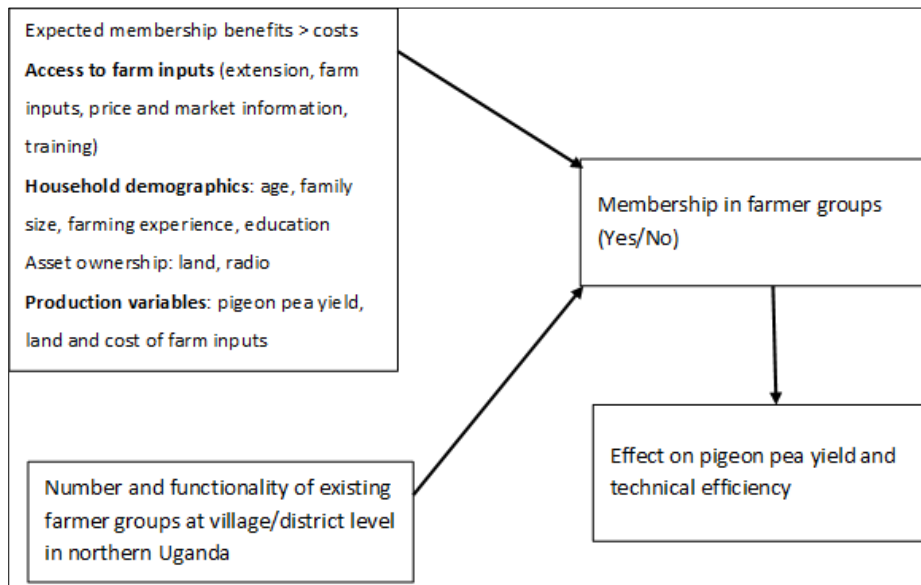 Expected membership benefits > costs
Access to farm inputs (extension, farm
inputs, price and market information,
training)
Household demographics: age, family
size, farming experience, education
Asset ownership: land, radio
Production variables: pigeon pea yield,
land and cost of farm inputs
Membership in farmer groups
(Yes/No)
Number and functionality of existing
farmer groups at village/district level
in northern Uganda
Effect on pigeon pea yield and
technical efficiency